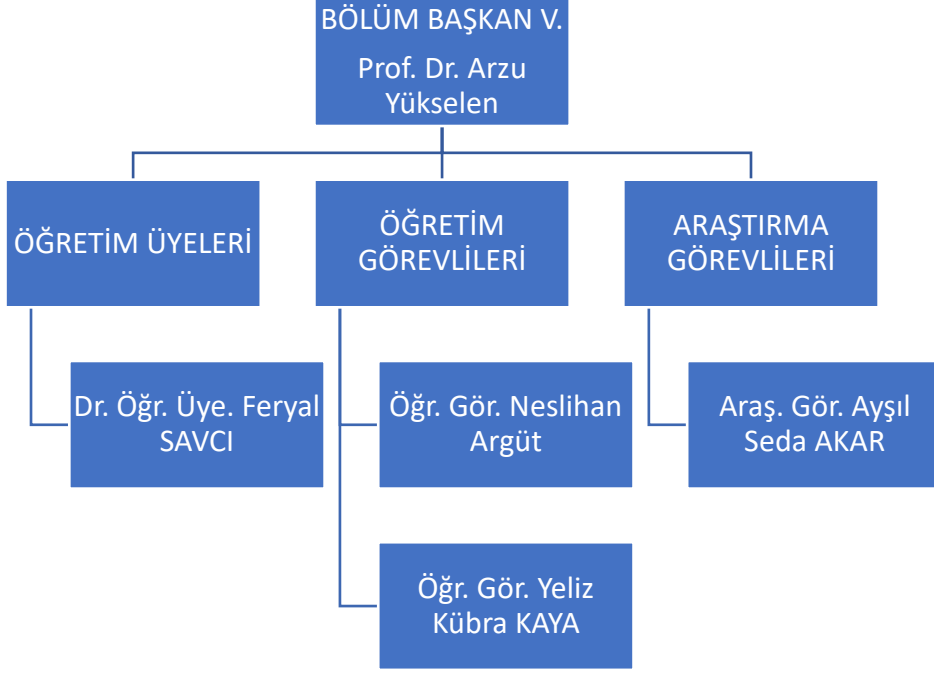 BÖLÜM BAŞKAN V.
Prof. Dr. Arzu
Yükselen
ÖĞRETİM ÜYELERİ
ÖĞRETİM
GÖREVLİLERİ
ARAŞTIRMA
GÖREVLİLERİ
Dr. Öğr. Üye. Feryal
SAVCI
Öğr. Gör. Neslihan
Argüt
Araş. Gör. Ayşıl
Seda AKAR
Öğr. Gör. Yeliz
Kübra KAYA